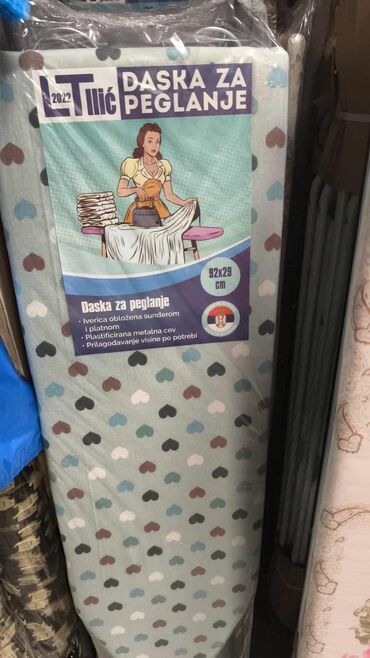 LT 2022 Ilić
DASKA ZA
PEGLANJE
92x29
cm
Daska za peglanje
• Iverica obložena sunđerom
i platnom
• Plastificirana metalna cev
• Prilagođavanje visine po potrebi